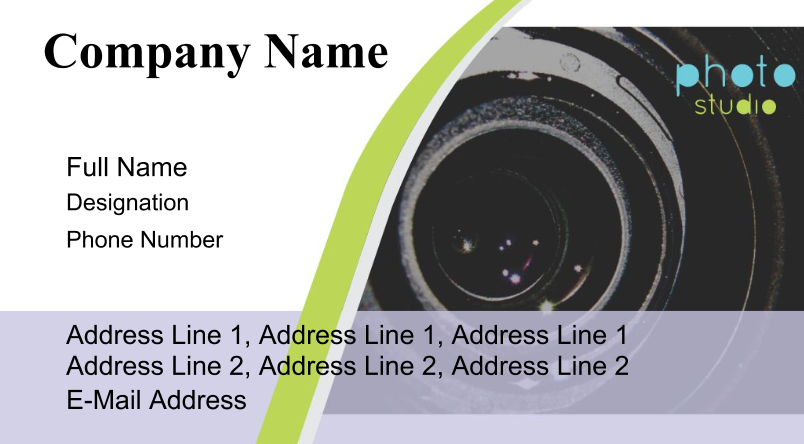 Company Name
photo
studio
Full Name
Designation
Phone Number
Address Line 1, Address Line 1, Address Line 1
Address Line 2, Address Line 2, Address Line 2
E-Mail Address